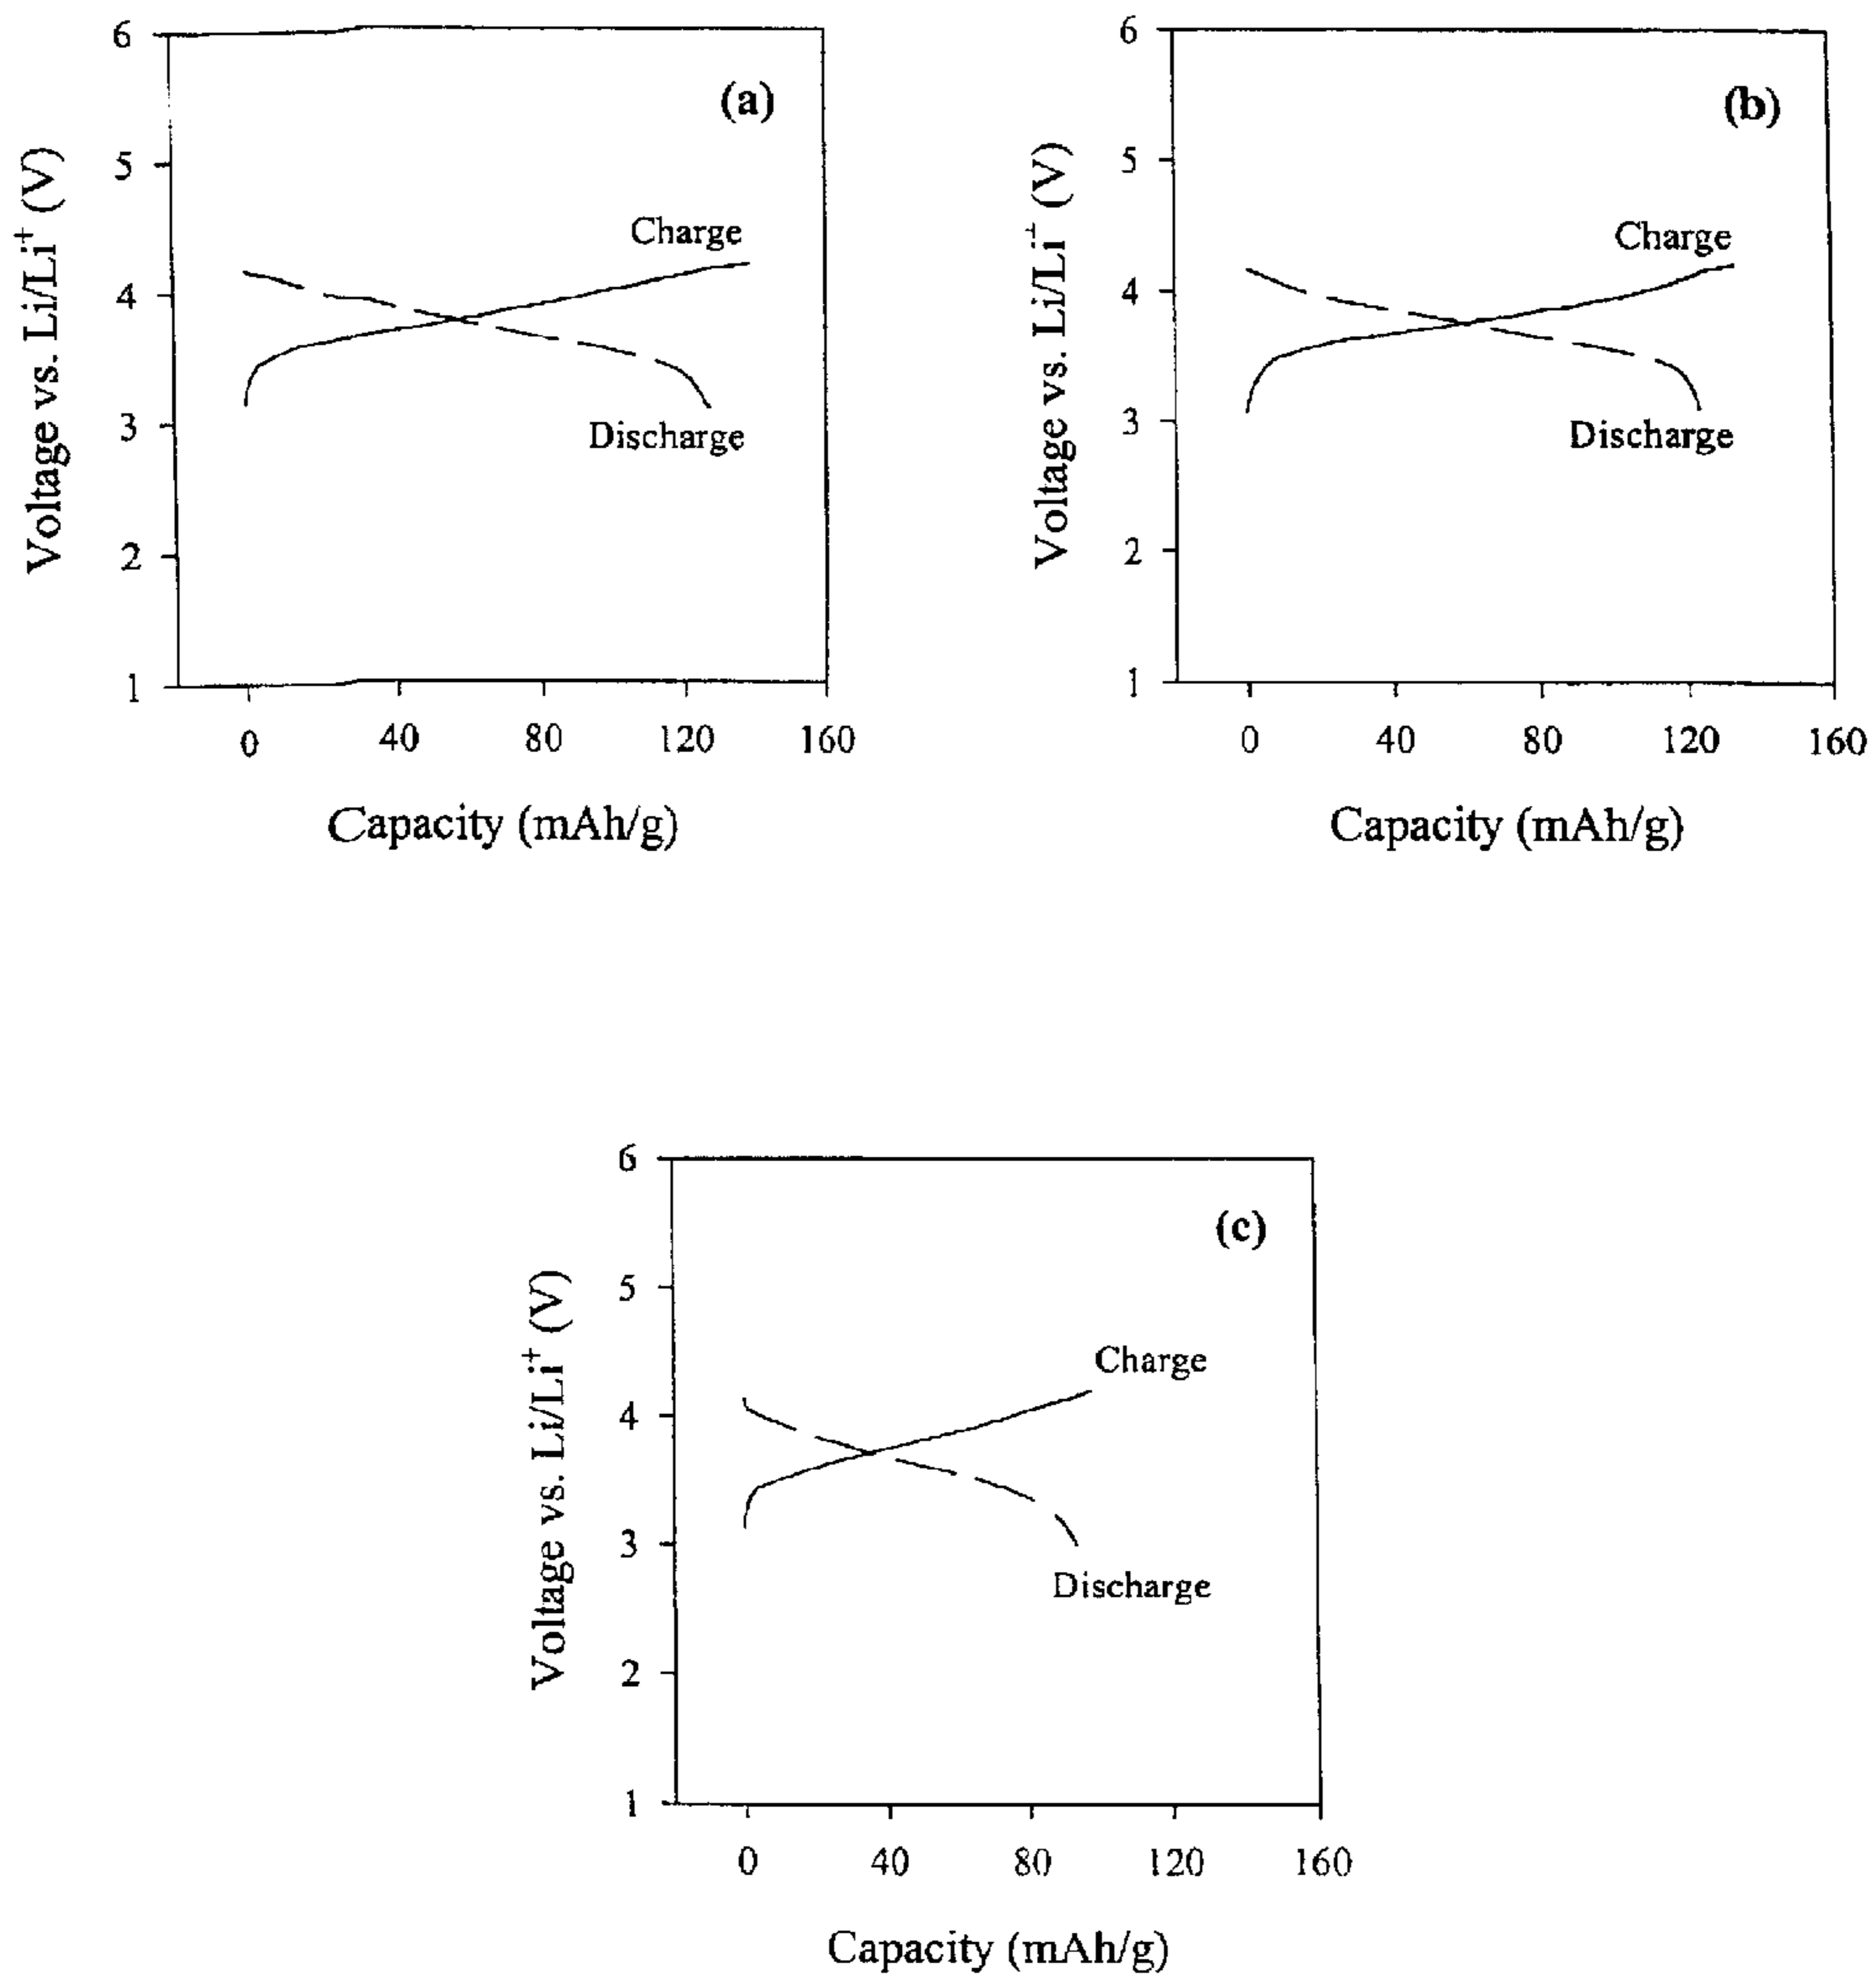 (a)
Voltage vs. Li/Li⁺ (V)
6
5
4
3
2
1
Charge
Discharge
0 40 80 120 160
Capacity (mAh/g)
(b)
Voltage vs. Li/Li⁺ (V)
6
5
4
3
2
1
Charge
Discharge
0 40 80 120 160
Capacity (mAh/g)
(c)
Voltage vs. Li/Li⁺ (V)
6
5
4
3
2
1
Charge
Discharge
0 40 80 120 160
Capacity (mAh/g)